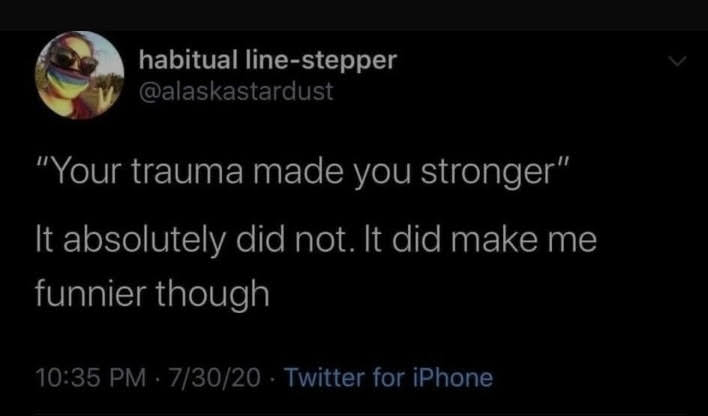 habitual line-stepper
@alaskastardust
"Your trauma made you stronger"
It absolutely did not. It did make me
funnier though
10:35 PM · 7/30/20 · Twitter for iPhone